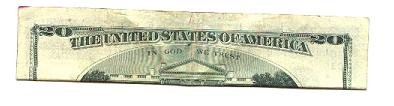 20 THE UNITED STATES OF AMERICA 20
IN GOD WE TRUST